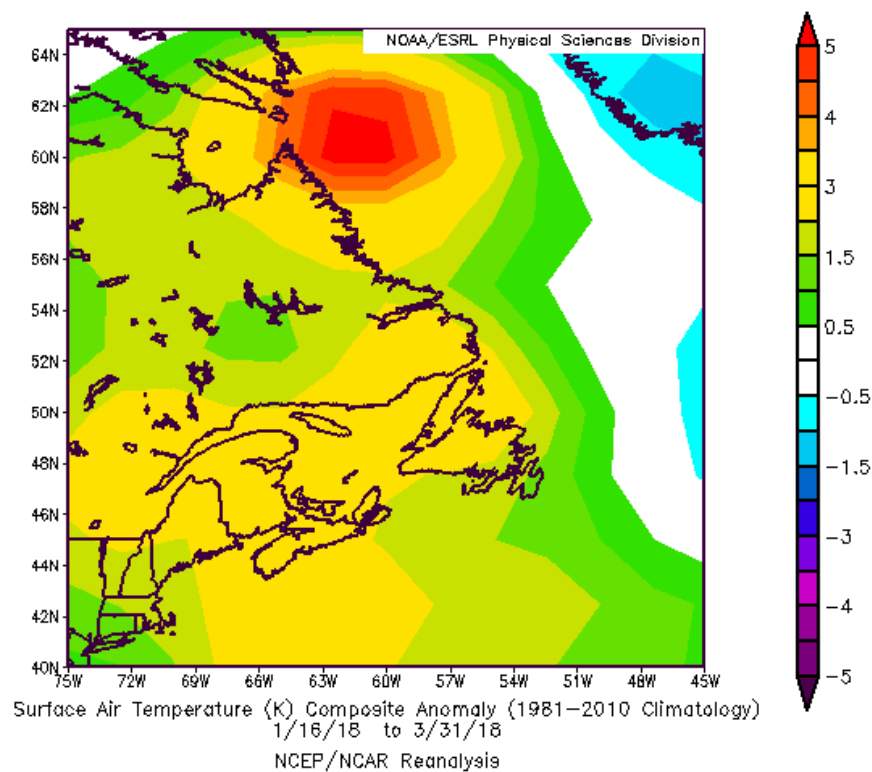 NOAA/ESRL Physical Sciences Division
64N
62N
60N
58N
56N
54N
52N
50N
48N
46N
44N
42N
40N
75W 72W 69W 66W 63W 60W 57W 54W 51W 48W 45W
5
4
3
1.5
0.5
-0.5
-1.5
-3
-4
-5
Surface Air Temperature (K) Composite Anomaly (1981-2010 Climatology)
1/16/18 to 3/31/18
NCEP/NCAR Reanalysis